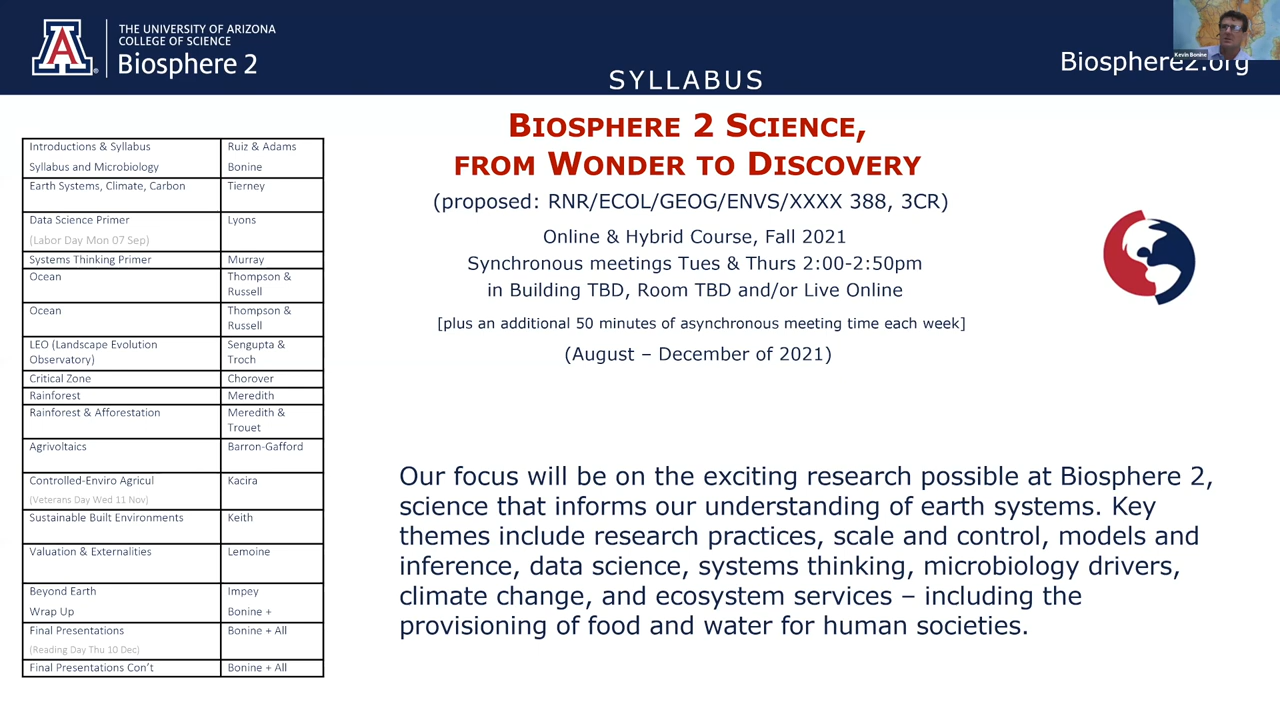 THE UNIVERSITY OF ARIZONA
COLLEGE OF SCIENCE
Biosphere 2
SYLLABUS
Biosphere2.org
Kevin Bonine
Introductions & Syllabus Ruiz & Adams
Syllabus and Microbiology Bonine
Earth Systems, Climate, Carbon Tierney
Data Science Primer Lyons
(Labor Day Mon 07 Sep)
Systems Thinking Primer Murray
Ocean Thompson &
Russell
Ocean Thompson &
Russell
LEO (Landscape Evolution Sengupta &
Observatory) Troch
Critical Zone Chorover
Rainforest Meredith
Rainforest & Afforestation Meredith &
Trouet
Agrivoltaics Barron-Gafford
Controlled-Enviro Agricul Kacira
(Veterans Day Wed 11 Nov)
Sustainable Built Environments Keith
Valuation & Externalities Lemoine
Beyond Earth Impey
Wrap Up Bonine +
Final Presentations Bonine + All
(Reading Day Thu 10 Dec)
Final Presentations Con't Bonine + All
BIOSPHERE 2 SCIENCE,
FROM WONDER TO DISCOVERY
(proposed: RNR/ECOL/GEOG/ENVS/XXXX 388, 3CR)
Online & Hybrid Course, Fall 2021
Synchronous meetings Tues & Thurs 2:00-2:50pm
in Building TBD, Room TBD and/or Live Online
[plus an additional 50 minutes of asynchronous meeting time each week]
(August – December of 2021)
Our focus will be on the exciting research possible at Biosphere 2,
science that informs our understanding of earth systems. Key
themes include research practices, scale and control, models and
inference, data science, systems thinking, microbiology drivers,
climate change, and ecosystem services – including the
provisioning of food and water for human societies.